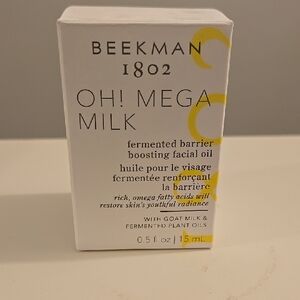 BEEKMAN
1802
OH! MEGA
MILK
fermented barrier
boosting facial oil
huile pour le visage
fermentée renforçant
la barrière
rich, omega fatty acids will
restore skin's youthful radiance
WITH GOAT MILK &
FERMENTED PLANT OILS
0.5 fl oz | 15 mL